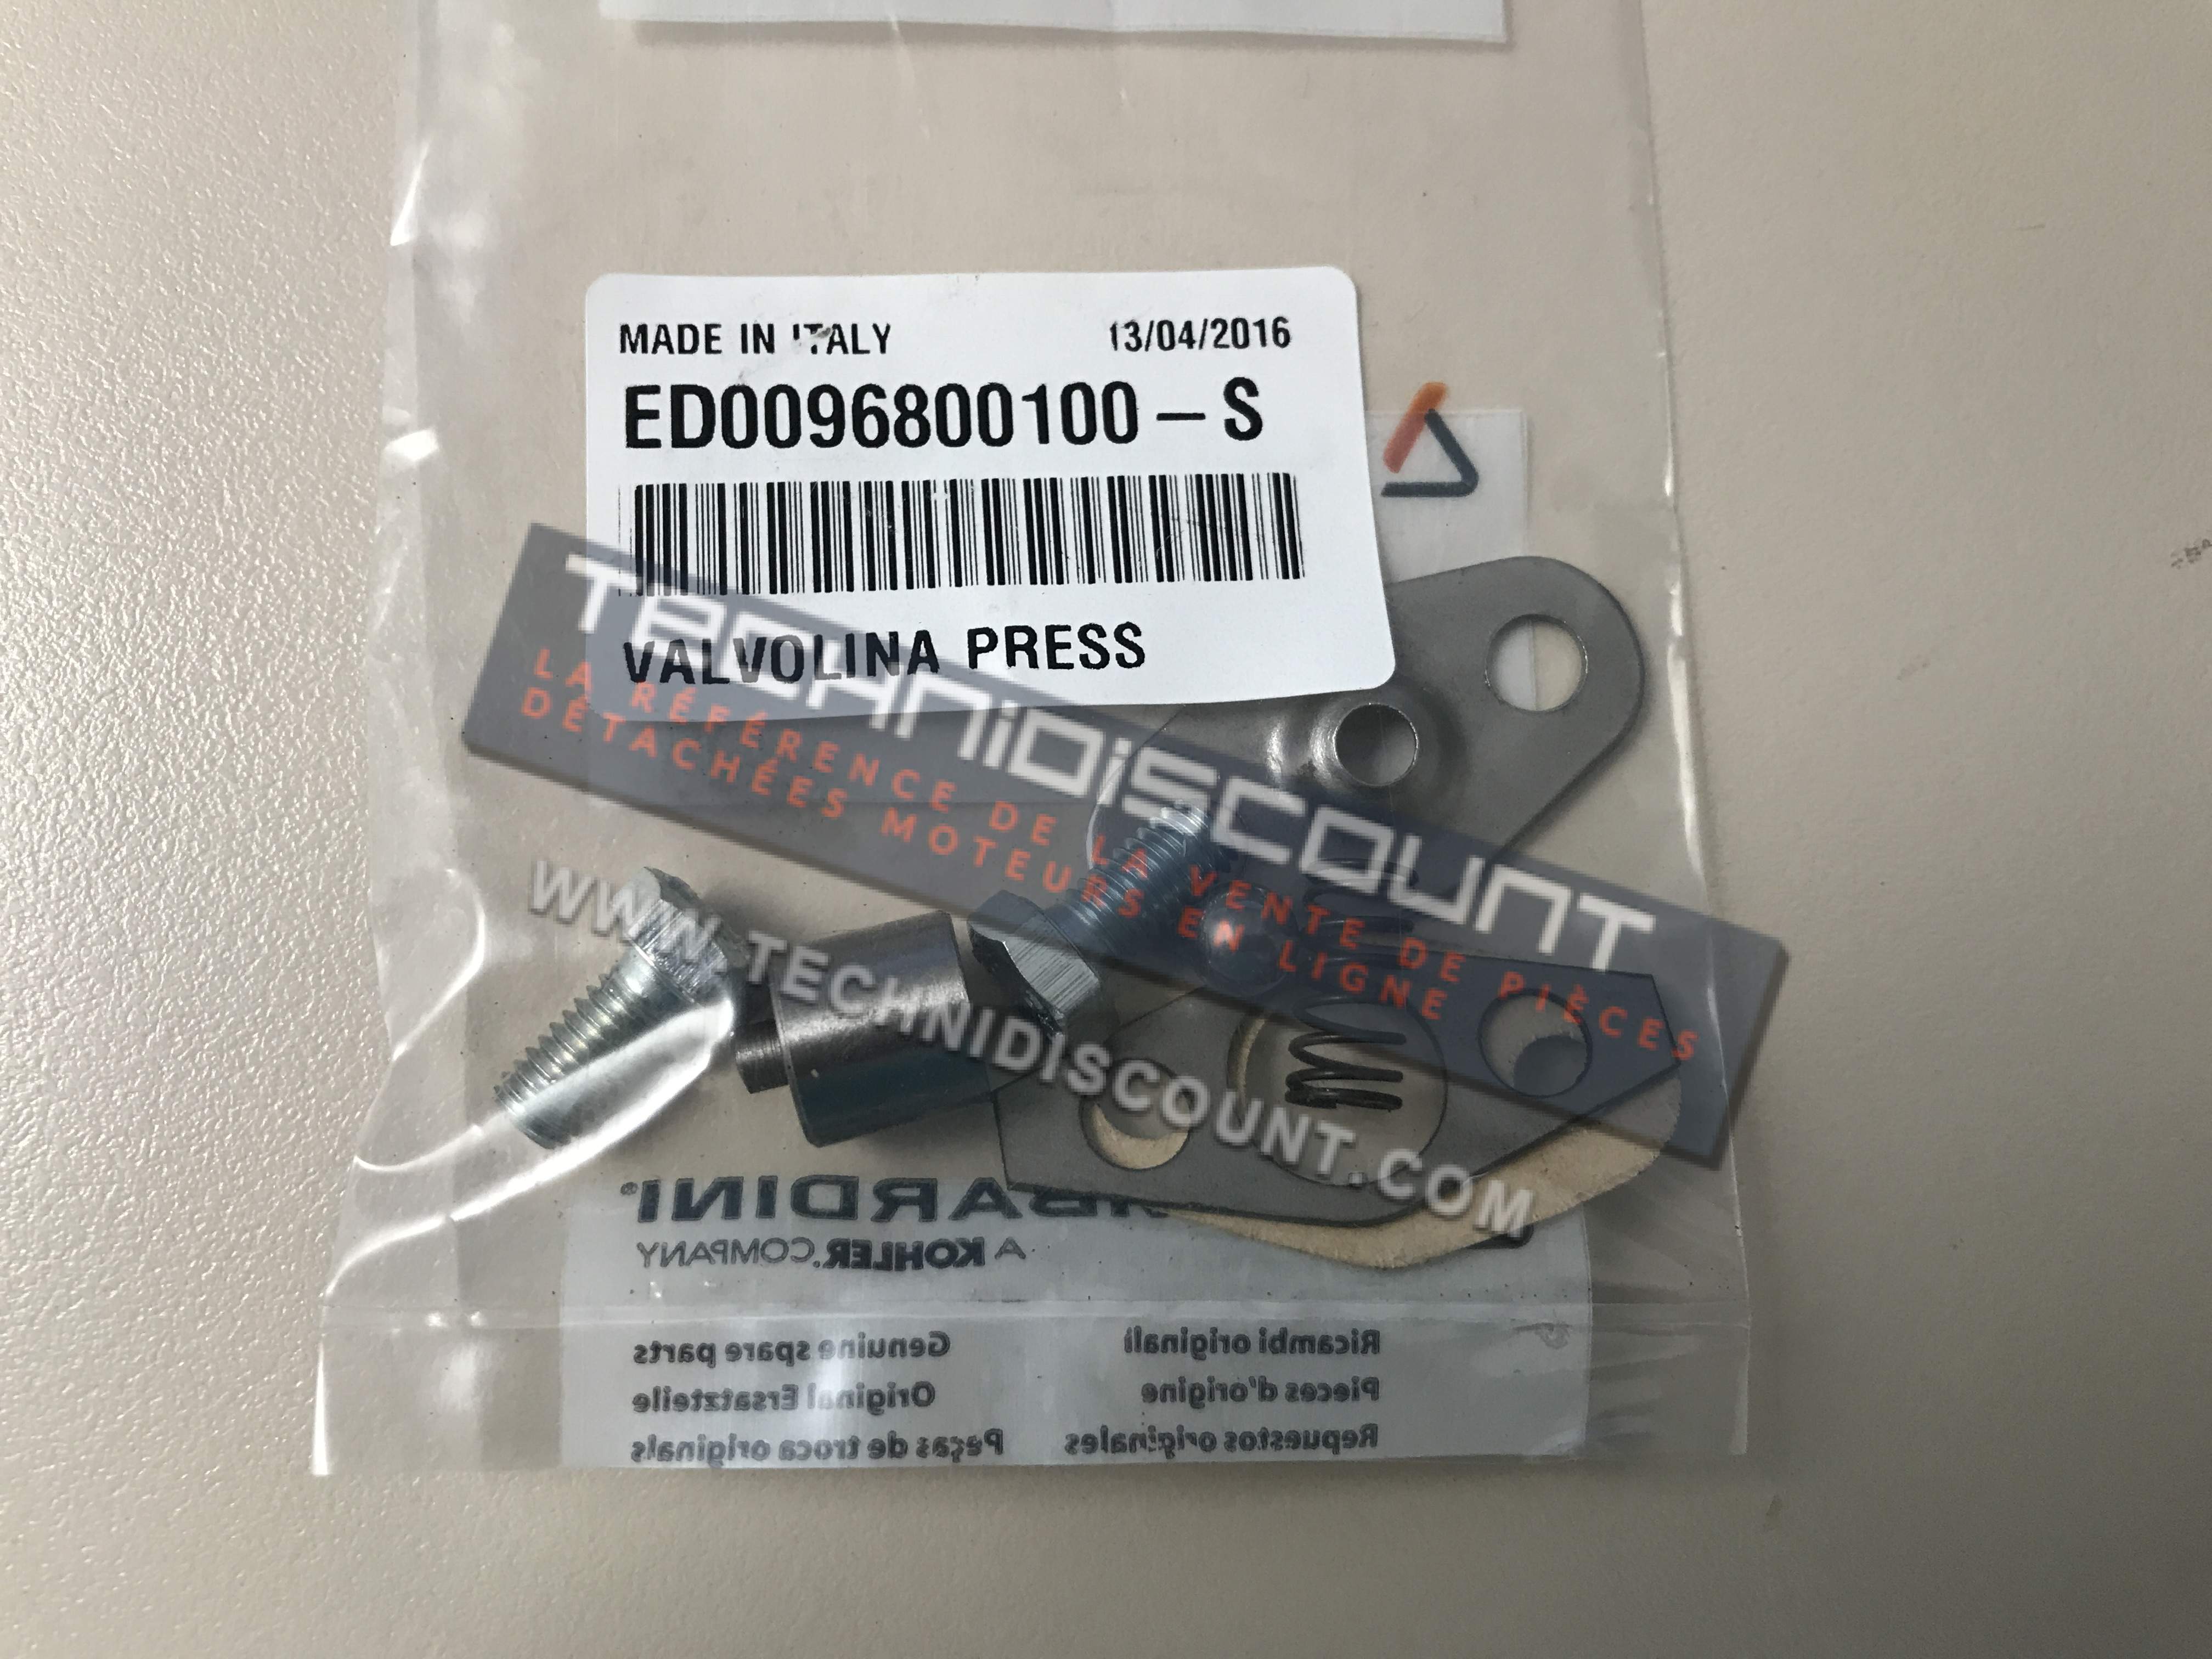 MADE IN ITALY 13/04/2016
ED0096800100-S
VALVOLINA PRESS
TECHNIDISCOUNT
LA RÉFÉRENCE DE LA VENTE DE PIÈCES
DÉTACHÉES MOTEURS EN LIGNE
WWW.TECHNIDISCOUNT.COM
BARDINI®
A KOHLER COMPANY
Ricambi originali Genuine spare parts
Pieces d'origine Original Ersatzteile
Repuestos originales Peças de troca originals